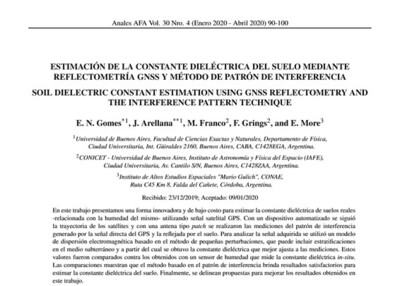 Anales AFA Vol. 30 Nro. 4 (Enero 2020 - Abril 2020) 90-100
ESTIMACIÓN DE LA CONSTANTE DIELÉCTRICA DEL SUELO MEDIANTE
REFLECTOMETRÍA GNSS Y MÉTODO DE PATRÓN DE INTERFERENCIA
SOIL DIELECTRIC CONSTANT ESTIMATION USING GNSS REFLECTOMETRY AND
THE INTERFERENCE PATTERN TECHNIQUE
E. N. Gomes*1, J. Arellana**1, M. Franco2, F. Grings2, and E. More3
1Universidad de Buenos Aires, Facultad de Ciencias Exactas y Naturales, Departamento de Física,
Ciudad Universitaria, Int. Güiraldes 2160, Buenos Aires, CABA, C1428EGA, Argentina.
2CONICET - Universidad de Buenos Aires, Instituto de Astronomía y Física del Espacio (IAFE),
Ciudad Universitaria, Av. Cantilo S/N, Buenos Aires, C1428ZAA, Argentina.
3Instituto de Altos Estudios Espaciales "Mario Gulich", CONAE,
Ruta C45 Km 8, Falda del Cañete, Córdoba, Argentina.
Recibido: 23/12/2019; Aceptado: 09/01/2020
En este trabajo presentamos una forma innovadora y de bajo costo para estimar la constante dieléctrica de suelos reales
-relacionada con la humedad del mismo- utilizando señal satelital GPS. Con un dispositivo automatizado se siguió
la trayectoria de los satélites y con una antena tipo patch se realizaron las mediciones del patrón de interferencia
generado por la señal directa del GPS y la reflejada por el suelo. Para analizar la señal adquirida se utilizó un modelo
de dispersión electromagnética basado en el método de pequeñas perturbaciones, que puede incluir estratificaciones
en el medio subterráneo y a partir del cual se obtuvo la constante dieléctrica que mejor ajusta a las mediciones. Estos
valores fueron comparados contra los obtenidos con un sensor de humedad que mide la constante dieléctrica in-situ.
Las comparaciones muestran que el método basado en el patrón de interferencia brinda resultados satisfactorios para
estimar la constante dieléctrica del suelo. Finalmente, se delinean propuestas para mejorar los resultados obtenidos en
este trabajo.